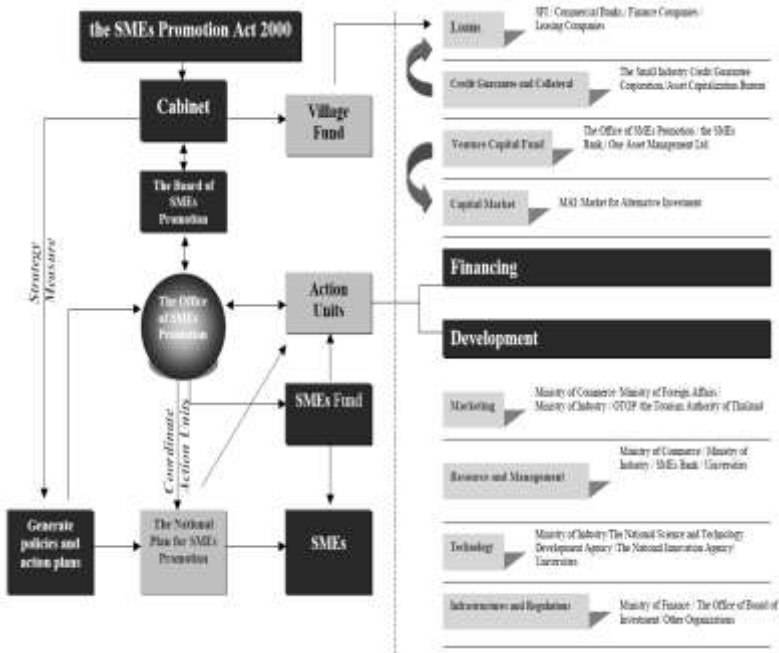 the SMEs Promotion Act 2000
Cabinet
Village
Fund
The Board of
SMEs
Promotion
Strategy
Measure
The Office
of SMEs
Promotion
Action
Units
SMEs Fund
Coordinate
Action Units
Generate
policies and
action plans
The National
Plan for SMEs
Promotion
SMEs
Loans
Commercial Banks / Finance Companies /
Leasing Companies
Credit Guarantee and Collateral
The Small Industry Credit Guarantee
Corporation/Asset Capitalization Bureau
Venture Capital Fund
The Office of SMEs Promotion / the SMEs
Bank / One Asset Management Ltd.
Capital Market
MAI: Market for Alternative Investment
Financing
Development
Marketing
Ministry of Commerce/Ministry of Foreign Affairs /
Ministry of Industry / OTOP /the Tourism Authority of Thailand
Resource and Management
Ministry of Commerce / Ministry of
Industry / SMEs Bank / Universities
Technology
Ministry of Industry/The National Science and Technology
Development Agency /The National Innovation Agency/
Universities
Infrastructures and Regulations
Ministry of Finance / The Office of Board of
Investment/ Other Organizations